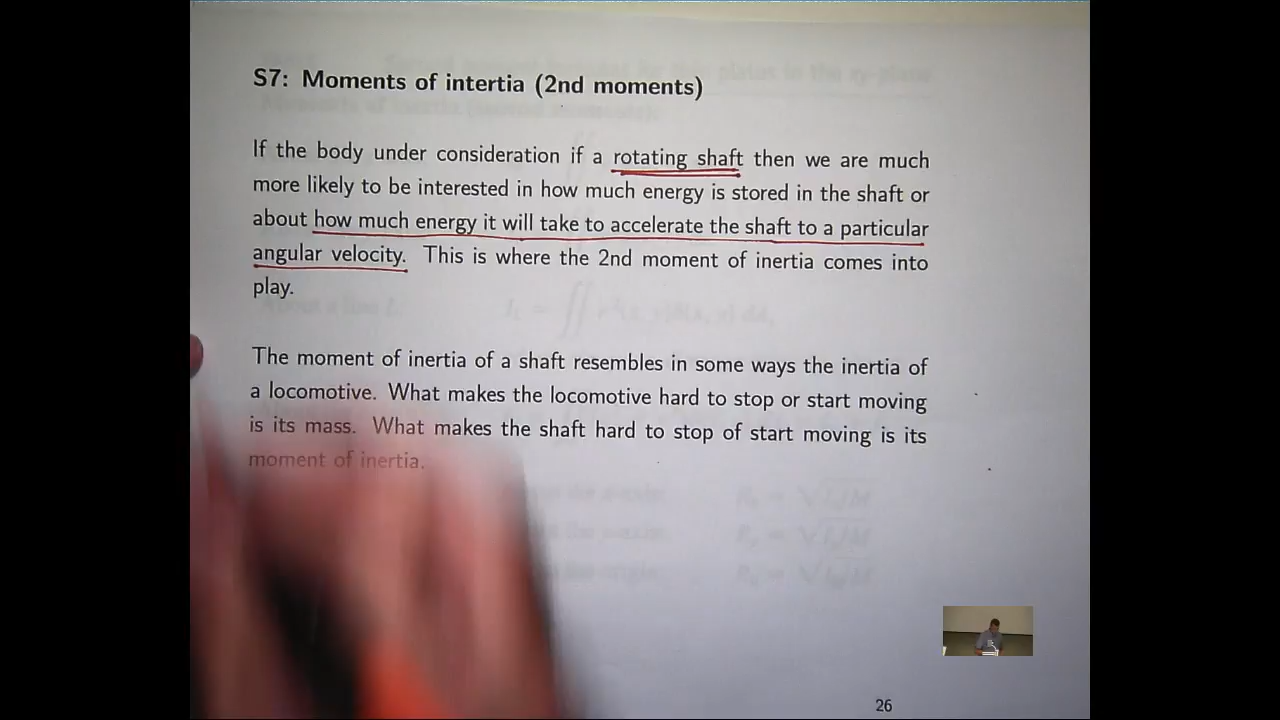 S7: Moments of intertia (2nd moments)
If the body under consideration if a rotating shaft then we are much
more likely to be interested in how much energy is stored in the shaft or
about how much energy it will take to accelerate the shaft to a particular
angular velocity. This is where the 2nd moment of inertia comes into
play.
The moment of inertia of a shaft resembles in some ways the inertia of
a locomotive. What makes the locomotive hard to stop or start moving
is its mass. What makes the shaft hard to stop of start moving is its
moment of inertia.
26